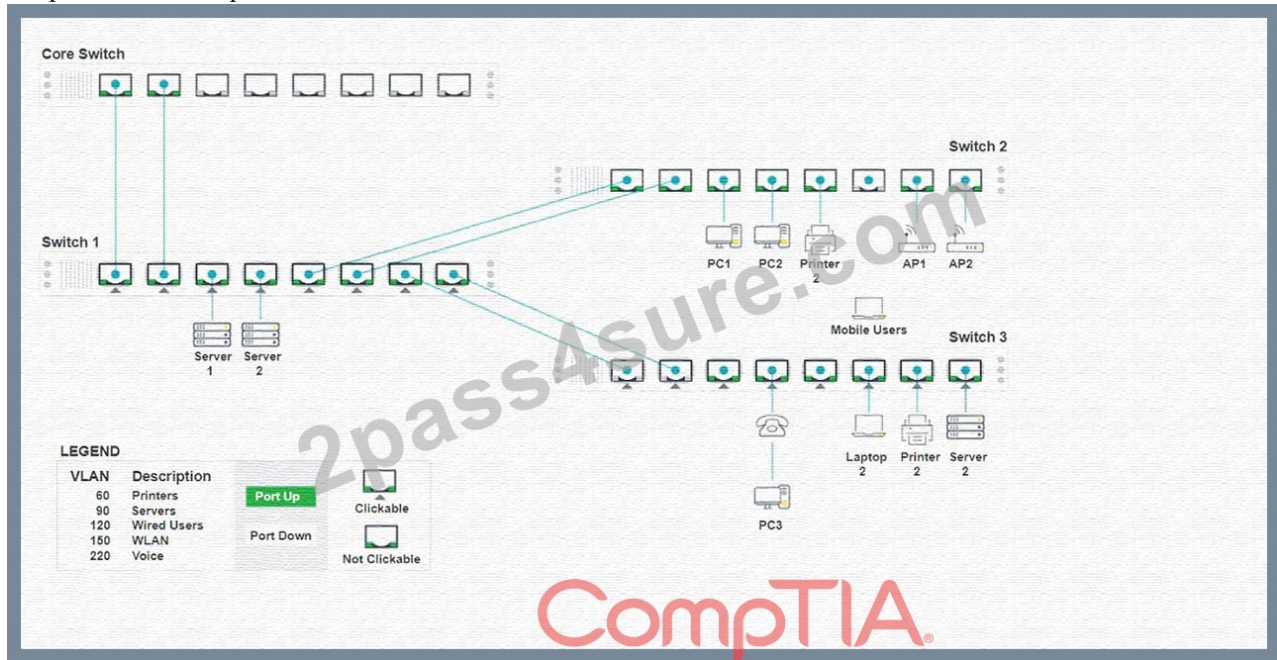 Core Switch
Switch 2
PC1
PC2
Printer
2
AP1
AP2
Switch 1
Server
1
Server
2
Mobile Users
Switch 3
Laptop
2
Printer
2
Server
2
PC3
LEGEND
VLAN Description
60 Printers
90 Servers
120 Wired Users
150 WLAN
220 Voice
Port Up
Port Down
Clickable
Not Clickable
2pass4sure.com
CompTIA.